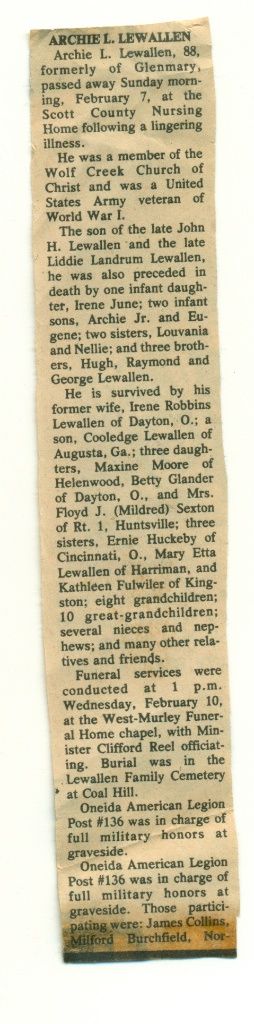 ARCHIE L. LEWALLEN
Archie L. Lewallen, 88,
formerly of Glenmary,
passed away Sunday morn-
ing, February 7, at the
Scott County Nursing
Home following a lingering
illness.
He was a member of the
Wolf Creek Church of
Christ and was a United
States Army veteran of
World War I.
The son of the late John
H. Lewallen and the late
Liddie Landrum Lewallen,
he was also preceded in
death by one infant daugh-
ter, Irene June; two infant
sons, Archie Jr. and Eu-
gene; two sisters, Louvania
and Nellie; and three broth-
ers, Hugh, Raymond and
George Lewallen.
He is survived by his
former wife, Irene Robbins
Lewallen of Dayton, O.; a
son, Cooledge Lewallen of
Augusta, Ga.; three daugh-
ters, Maxine Moore of
Helenwood, Betty Glander
of Dayton, O., and Mrs.
Floyd J. (Mildred) Sexton
of Rt. 1, Huntsville; three
sisters, Ernie Huckeby of
Cincinnati, O., Mary Etta
Lewallen of Harriman, and
Kathleen Fulwiler of King-
ston; eight grandchildren;
10 great-grandchildren;
several nieces and nep-
hews; and many other rela-
tives and friends.
Funeral services were
conducted at 1 p.m.
Wednesday, February 10,
at the West-Murley Funer-
al Home chapel, with Min-
ister Clifford Reel officiat-
ing. Burial was in the
Lewallen Family Cemetery
at Coal Hill.
Oneida American Legion
Post #136 was in charge of
full military honors at
graveside.
Oneida American Legion
Post #136 was in charge of
full military honors at
graveside. Those partici-
pating were: James Collins,
Milford Burchfield, Nor-